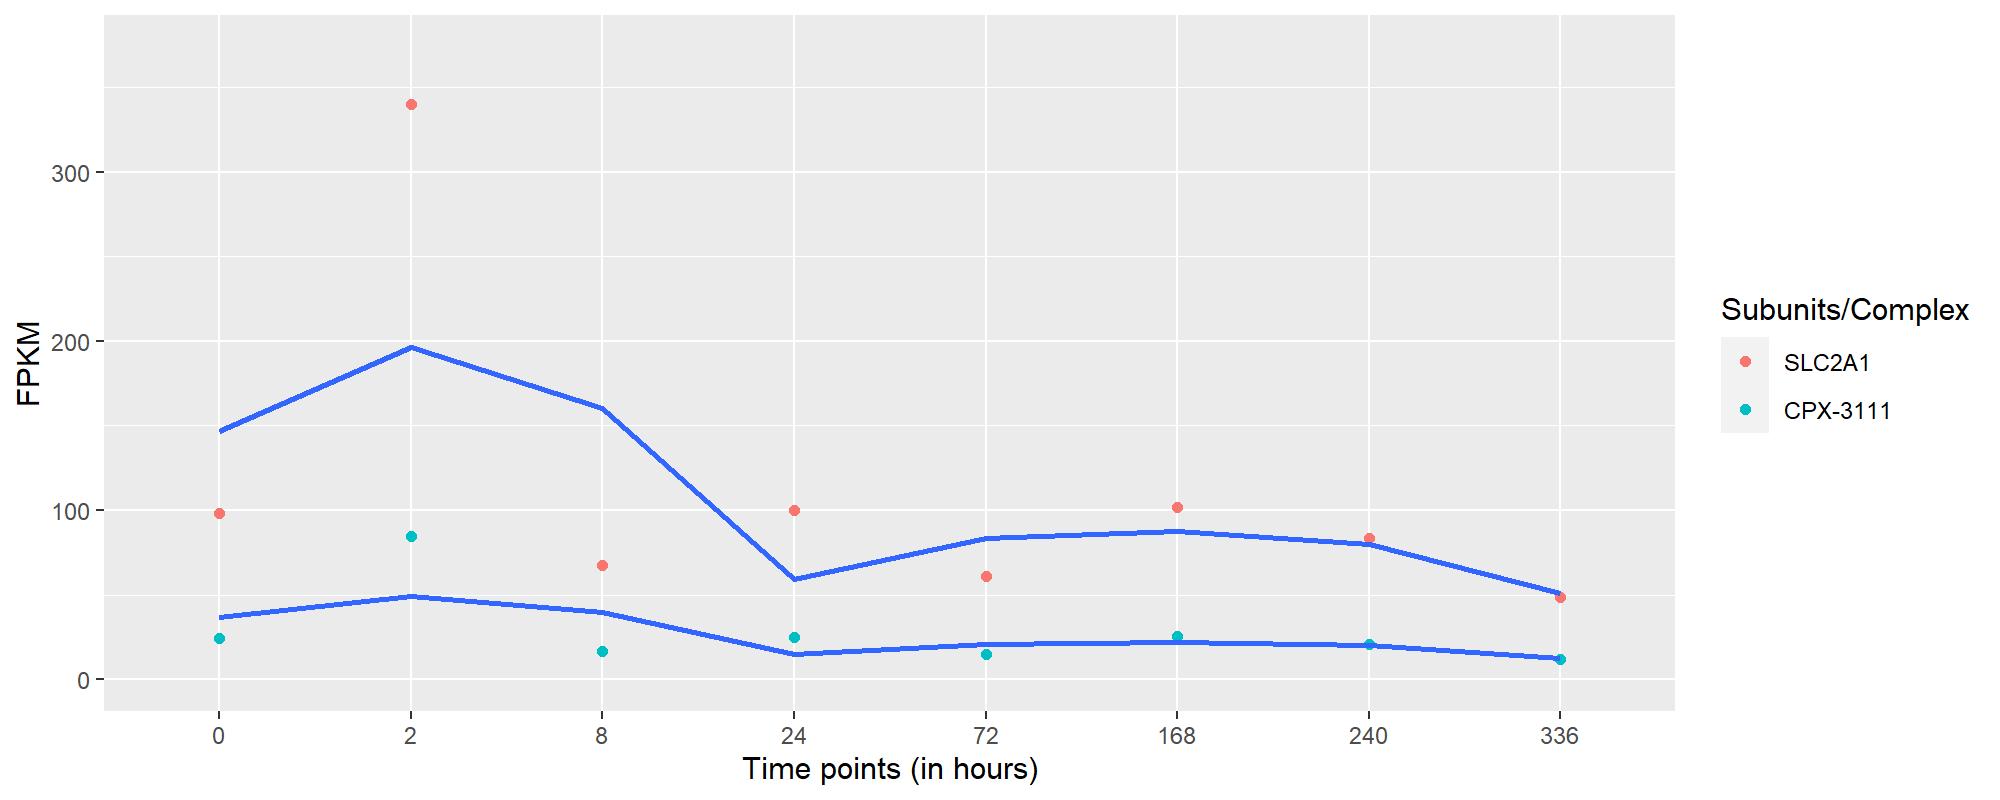 FPKM
300
200
100
0
0 2 8 24 72 168 240 336
Time points (in hours)
Subunits/Complex
SLC2A1
CPX-3111